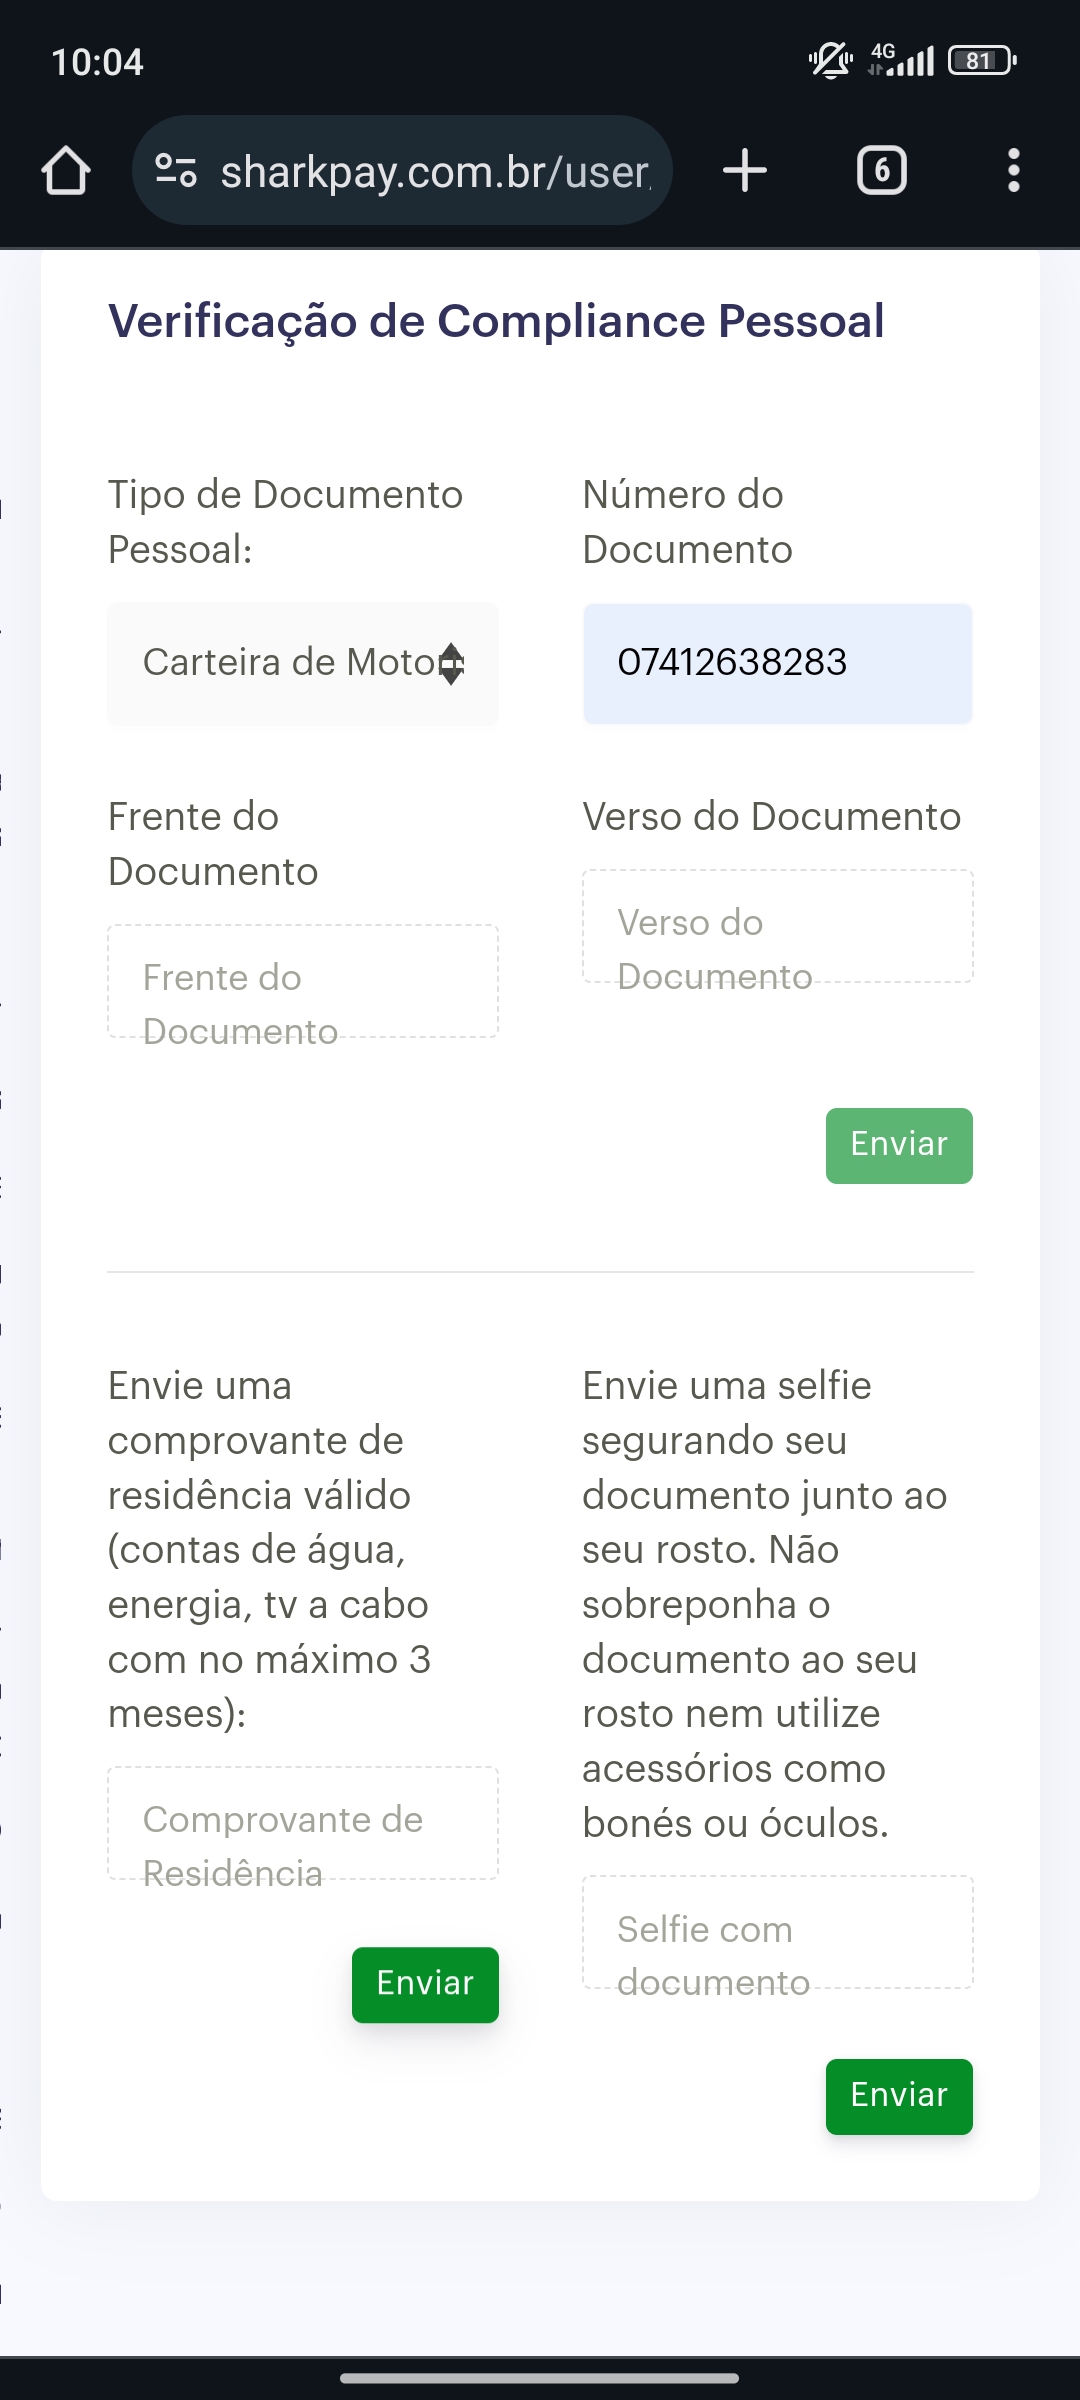 10:04
4G
81
sharkpay.com.br/user
6
Verificação de Compliance Pessoal
Tipo de Documento
Pessoal:
Carteira de Motor
Número do
Documento
07412638283
Frente do
Documento
Frente do
Documento
Verso do Documento
Verso do
Documento
Enviar
Envie uma
comprovante de
residência válido
(contas de água,
energia, tv a cabo
com no máximo 3
meses):
Comprovante de
Residência
Enviar
Envie uma selfie
segurando seu
documento junto ao
seu rosto. Não
sobreponha o
documento ao seu
rosto nem utilize
acessórios como
bonés ou óculos.
Selfie com
documento
Enviar